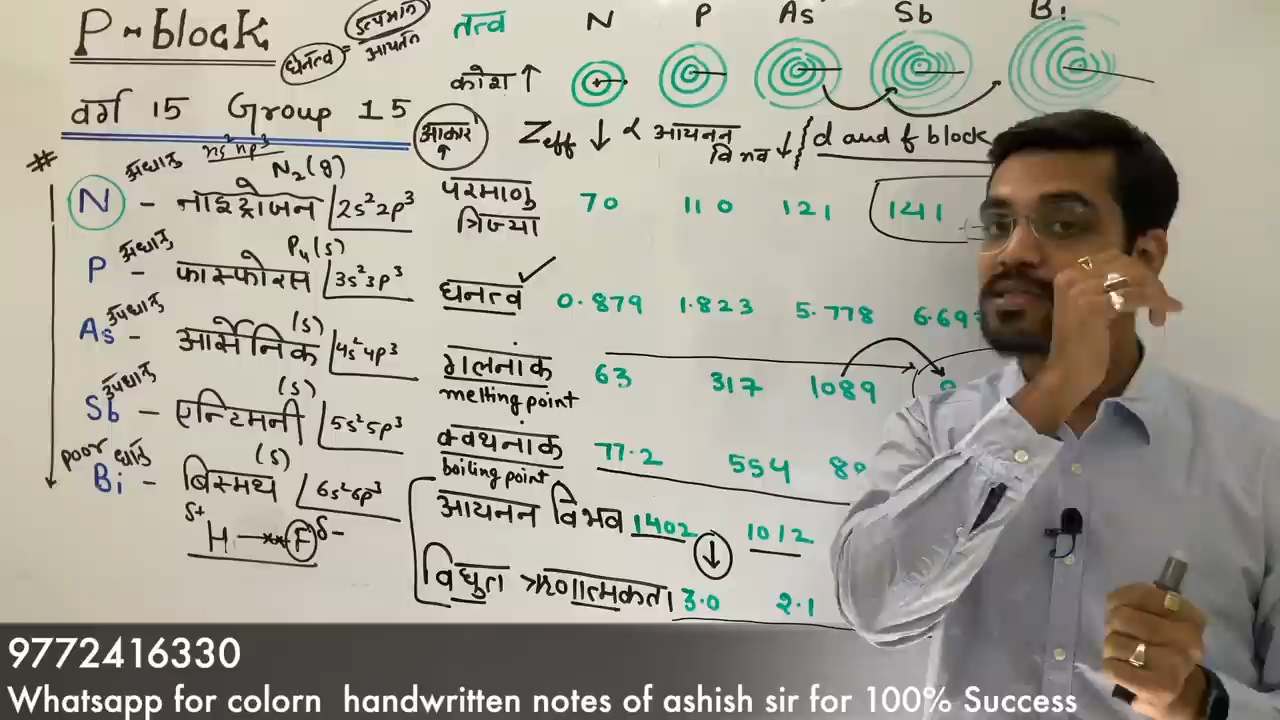 P-block
घनत्व = द्रव्यमान / आयतन
वर्ग 15 Group 15
ns²np³
# अधातु N₂(g)
N - नाइट्रोजन 2s²2p³
अधातु P₄(s)
P - फास्फोरस 3s²3p³
उपधातु (s)
As - आर्सेनिक 4s²4p³
उपधातु (s)
Sb - एन्टिमनी 5s²5p³
poor धातु (s)
Bi - बिस्मथ 6s²6p³
δ+ H —** F δ-
तत्व N P As Sb Bi
कोश ↑
आकार ↑ Zeff ↓ ∝ आयनन विभव ↓ d and f block
परमाणु त्रिज्या 70 110 121 141
घनत्व 0.879 1.823 5.778 6.697
गलनांक melting point 63 317 1089
क्वथनांक boiling point 77.2 554
आयनन विभव 1402 ↓ 1012
विधुत ऋणात्मकता 3.0 2.1
9772416330
Whatsapp for colorn handwritten notes of ashish sir for 100% Success